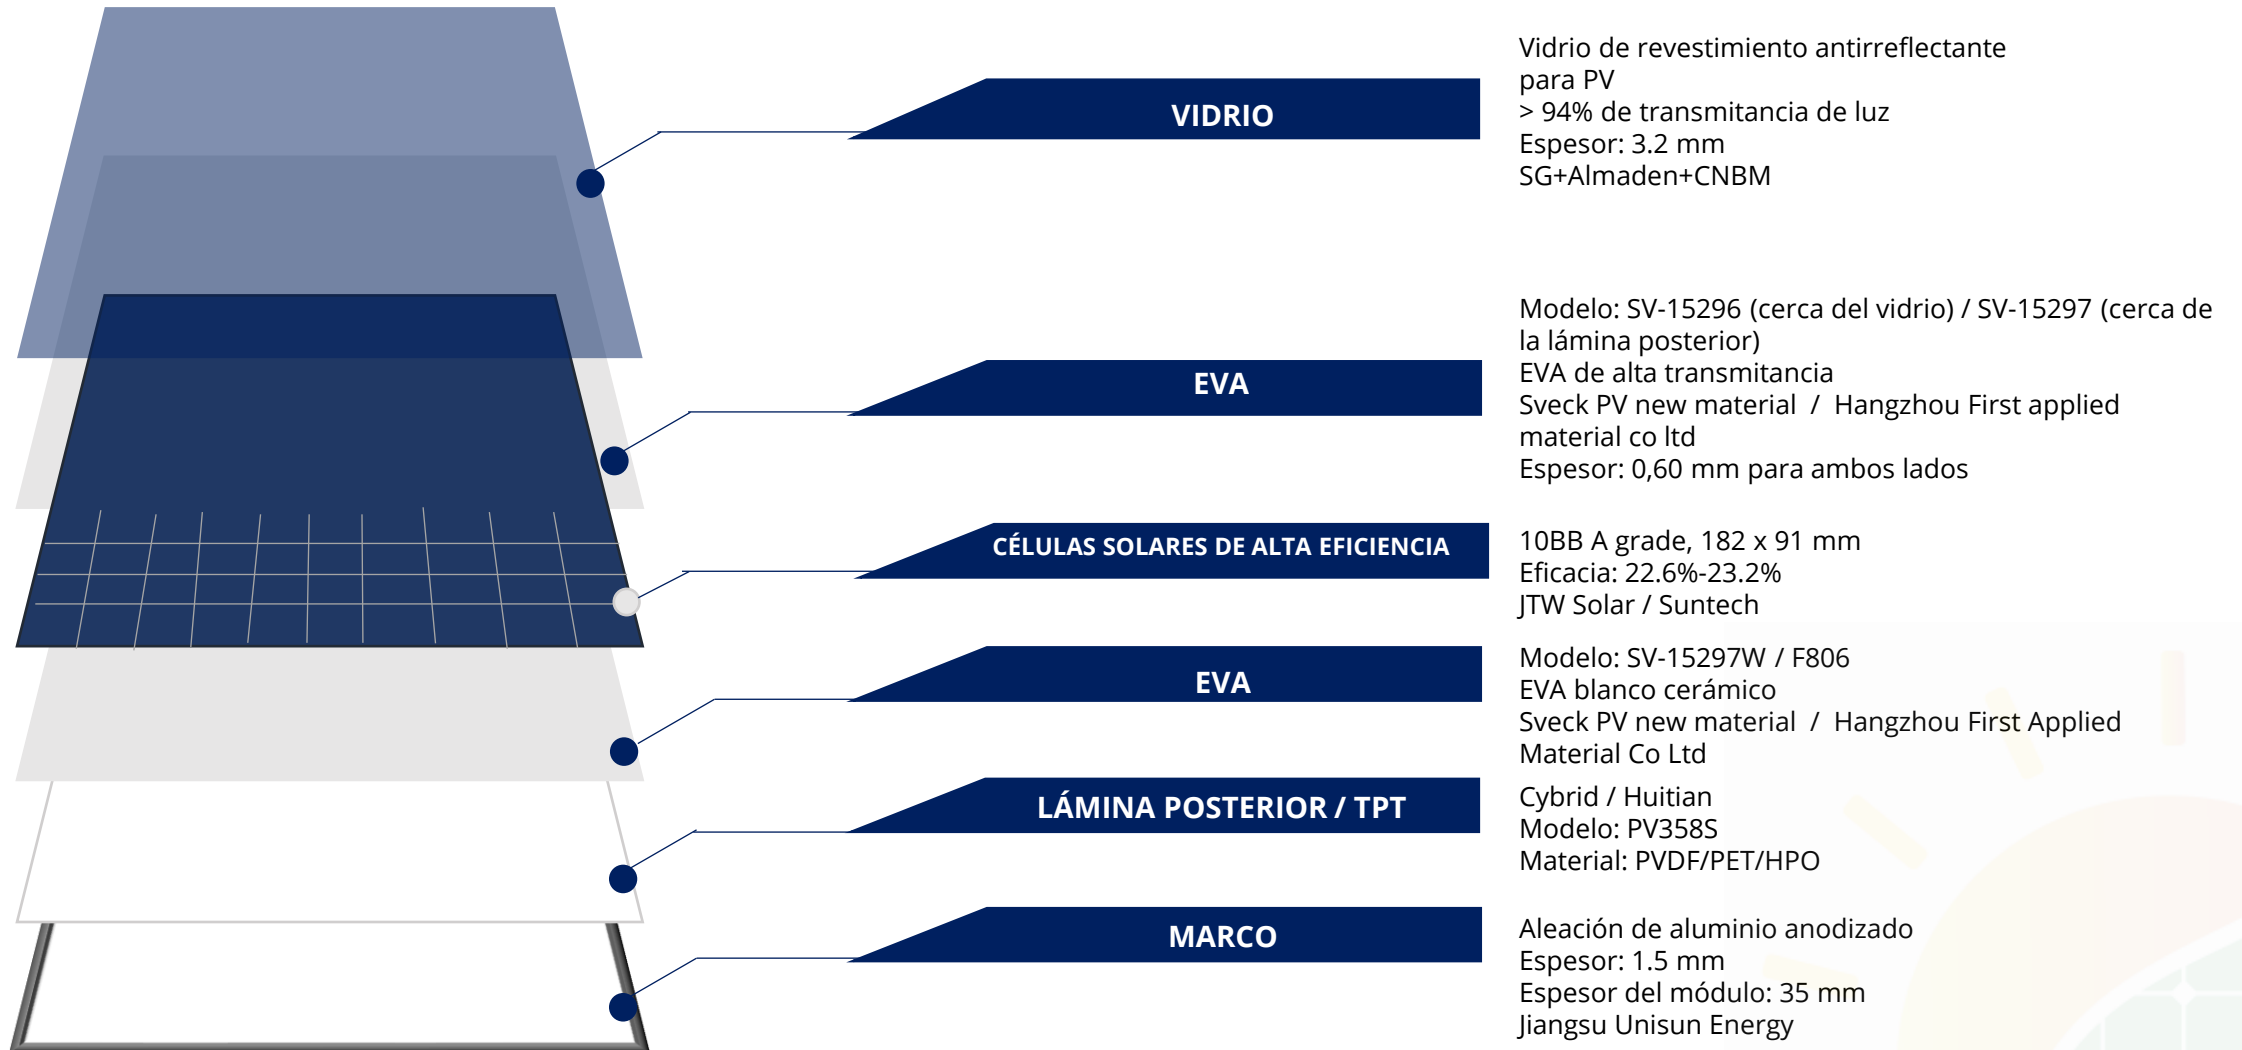 VIDRIO
Vidrio de revestimiento antirreflectante
para PV
> 94% de transmitancia de luz
Espesor: 3.2 mm
SG+Almaden+CNBM
EVA
Modelo: SV-15296 (cerca del vidrio) / SV-15297 (cerca de
la lámina posterior)
EVA de alta transmitancia
Sveck PV new material / Hangzhou First applied
material co ltd
Espesor: 0,60 mm para ambos lados
CÉLULAS SOLARES DE ALTA EFICIENCIA
10BB A grade, 182 x 91 mm
Eficacia: 22.6%-23.2%
JTW Solar / Suntech
EVA
Modelo: SV-15297W / F806
EVA blanco cerámico
Sveck PV new material / Hangzhou First Applied
Material Co Ltd
LÁMINA POSTERIOR / TPT
Cybrid / Huitian
Modelo: PV358S
Material: PVDF/PET/HPO
MARCO
Aleación de aluminio anodizado
Espesor: 1.5 mm
Espesor del módulo: 35 mm
Jiangsu Unisun Energy